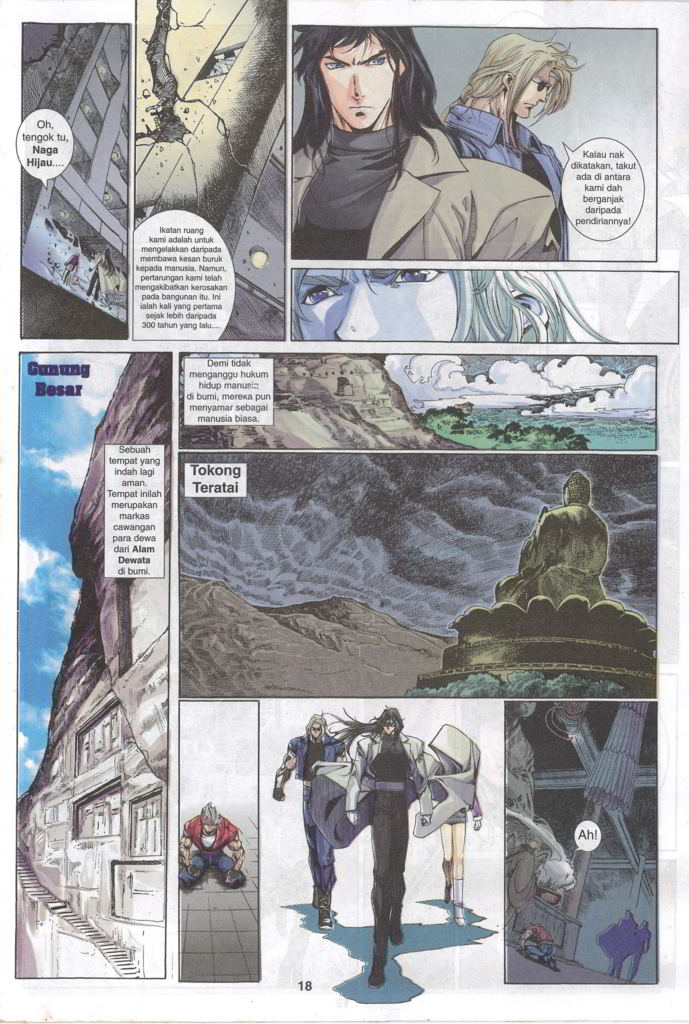 Oh,
tengok tu,
Naga
Hijau....
Ikatan ruang
kami adalah untuk
mengelakkan daripada
membawa kesan buruk
kepada manusia. Namun,
pertarungan kami telah
mengakibatkan kerosakan
pada bangunan itu. Ini
ialah kali yang pertama
sejak lebih daripada
300 tahun yang lalu....
Kalau nak
dikatakan, takut
ada di antara
kami dah
berganjak
daripada
pendiriannya!
Gunung
Besar
Sebuah
tempat yang
indah lagi
aman.
Tempat inilah
merupakan
markas
cawangan
para dewa
dari Alam
Dewata
di bumi.
Demi tidak
menganggu hukum
hidup manusia
di bumi, mereka pun
menyamar sebagai
manusia biasa.
Tokong
Teratai
Ah!
18